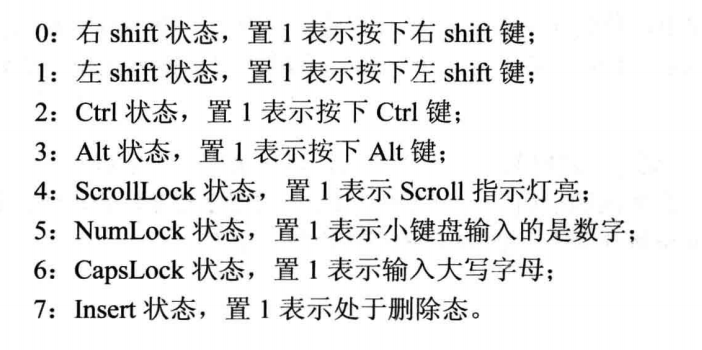 0：右 shift 状态，置 1 表示按下右 shift 键；
1：左 shift 状态，置 1 表示按下左 shift 键；
2：Ctrl 状态，置 1 表示按下 Ctrl 键；
3：Alt 状态，置 1 表示按下 Alt 键；
4：ScrollLock 状态，置 1 表示 Scroll 指示灯亮；
5：NumLock 状态，置 1 表示小键盘输入的是数字；
6：CapsLock 状态，置 1 表示输入大写字母；
7：Insert 状态，置 1 表示处于删除态。